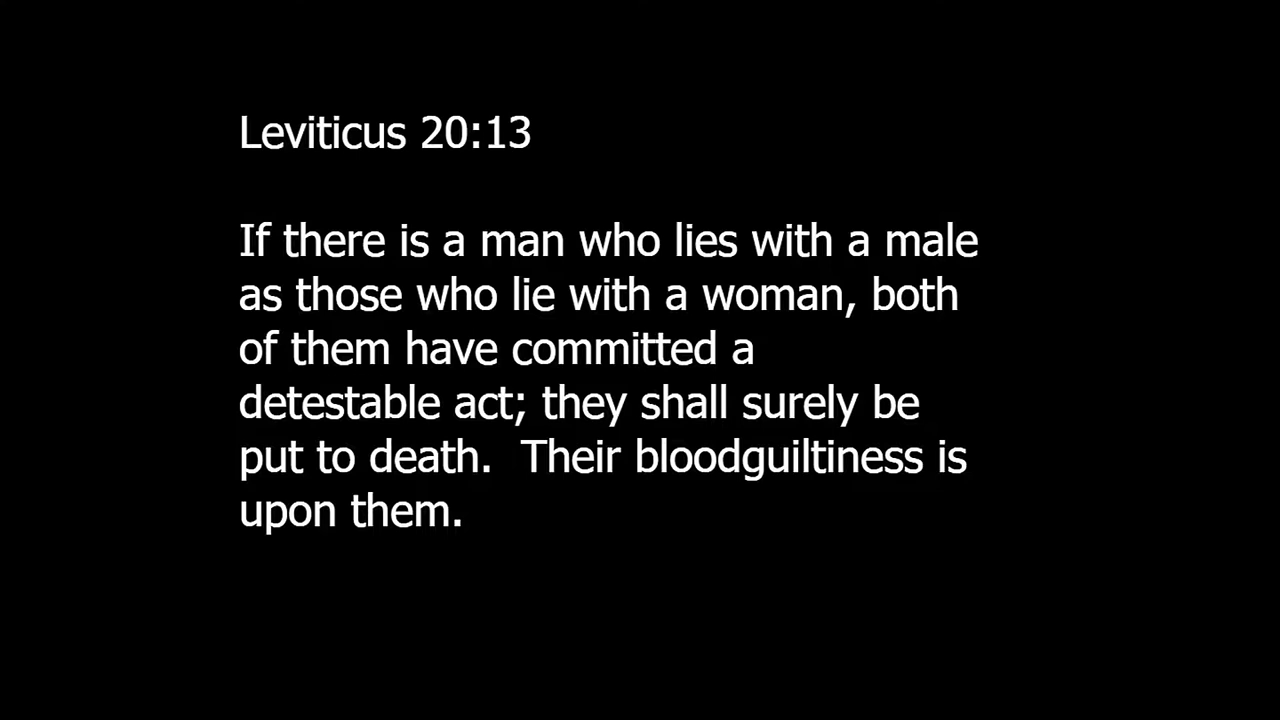 Leviticus 20:13
If there is a man who lies with a male
as those who lie with a woman, both
of them have committed a
detestable act; they shall surely be
put to death.  Their bloodguiltiness is
upon them.